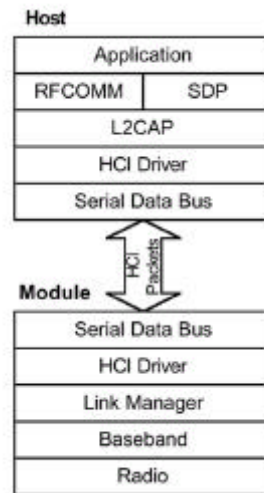 Host
Application
RFCOMM SDP
L2CAP
HCI Driver
Serial Data Bus
HCI
Packets
Module
Serial Data Bus
HCI Driver
Link Manager
Baseband
Radio